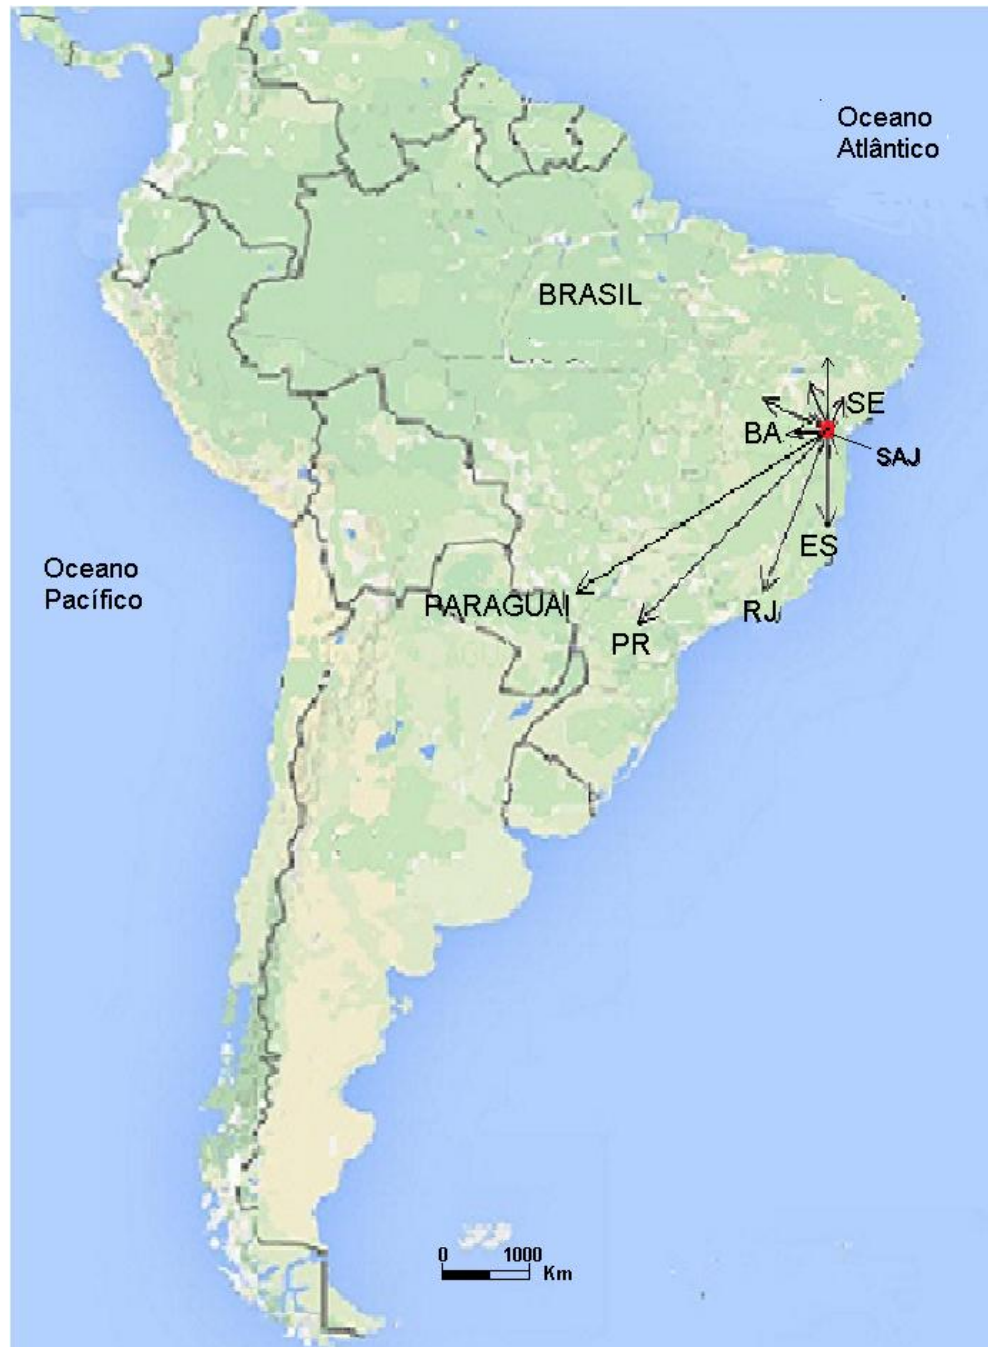 Oceano
Atlântico
BRASIL
SE
BA
SAJ
ES
Oceano
Pacífico
PARAGUAI
RJ
PR
0 1000
Km